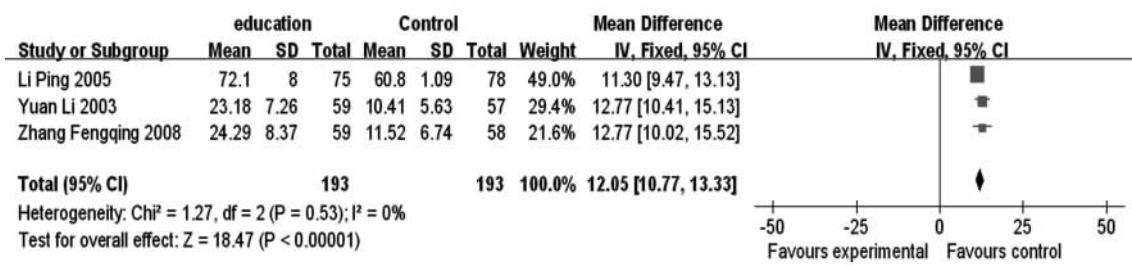 education Control Mean Difference Mean Difference
Study or Subgroup Mean SD Total Mean SD Total Weight IV, Fixed, 95% CI IV, Fixed, 95% CI
Li Ping 2005 72.1 8 75 60.8 1.09 78 49.0% 11.30 [9.47, 13.13]
Yuan Li 2003 23.18 7.26 59 10.41 5.63 57 29.4% 12.77 [10.41, 15.13]
Zhang Fengqing 2008 24.29 8.37 59 11.52 6.74 58 21.6% 12.77 [10.02, 15.52]
Total (95% CI) 193 193 100.0% 12.05 [10.77, 13.33]
Heterogeneity: Chi² = 1.27, df = 2 (P = 0.53); I² = 0%
Test for overall effect: Z = 18.47 (P < 0.00001)
-50 -25 0 25 50
Favours experimental Favours control